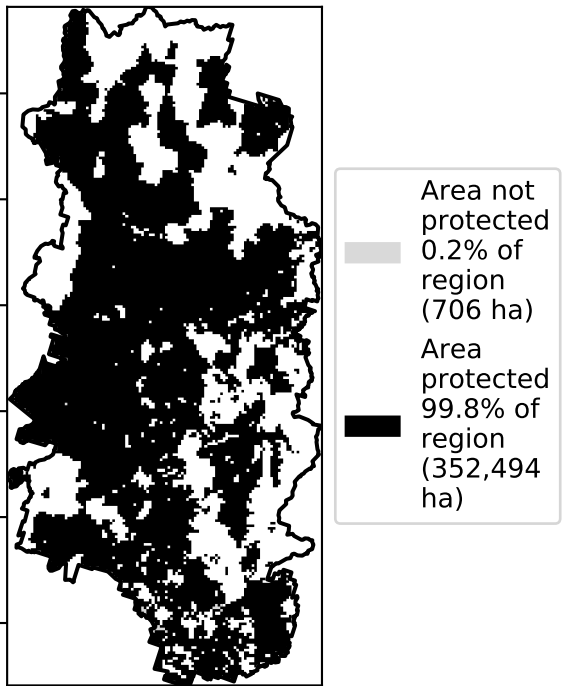 Area not
protected
0.2% of
region
(706 ha)
Area
protected
99.8% of
region
(352,494
ha)